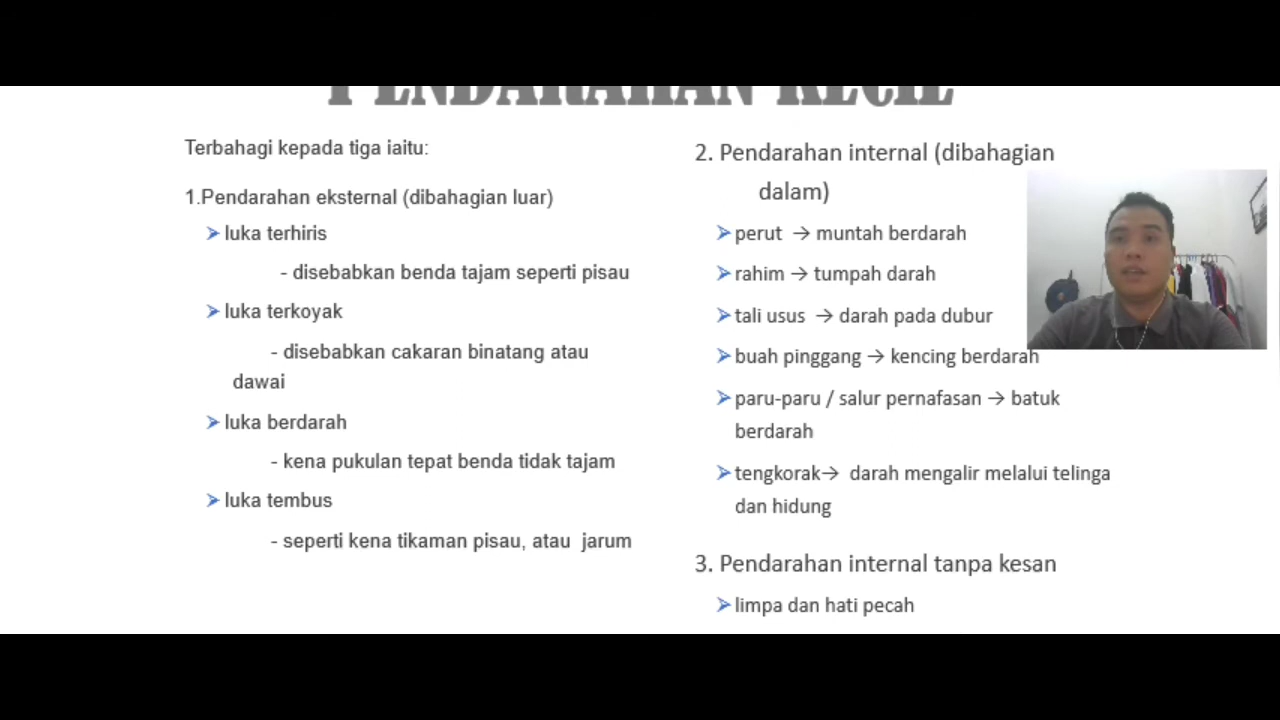 PENDARAHAN KECIL
Terbahagi kepada tiga iaitu:
1.Pendarahan eksternal (dibahagian luar)
luka terhiris
- disebabkan benda tajam seperti pisau
luka terkoyak
- disebabkan cakaran binatang atau
dawai
luka berdarah
- kena pukulan tepat benda tidak tajam
luka tembus
- seperti kena tikaman pisau, atau jarum
2. Pendarahan internal (dibahagian
dalam)
perut → muntah berdarah
rahim → tumpah darah
tali usus → darah pada dubur
buah pinggang → kencing berdarah
paru-paru / salur pernafasan → batuk
berdarah
tengkorak→ darah mengalir melalui telinga
dan hidung
3. Pendarahan internal tanpa kesan
limpa dan hati pecah